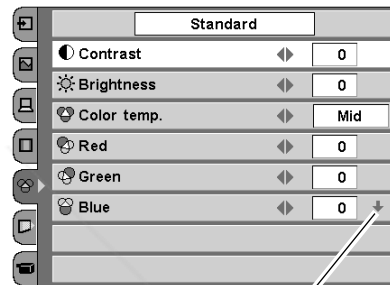 Standard
Contrast 0
Brightness 0
Color temp. Mid
Red 0
Green 0
Blue 0